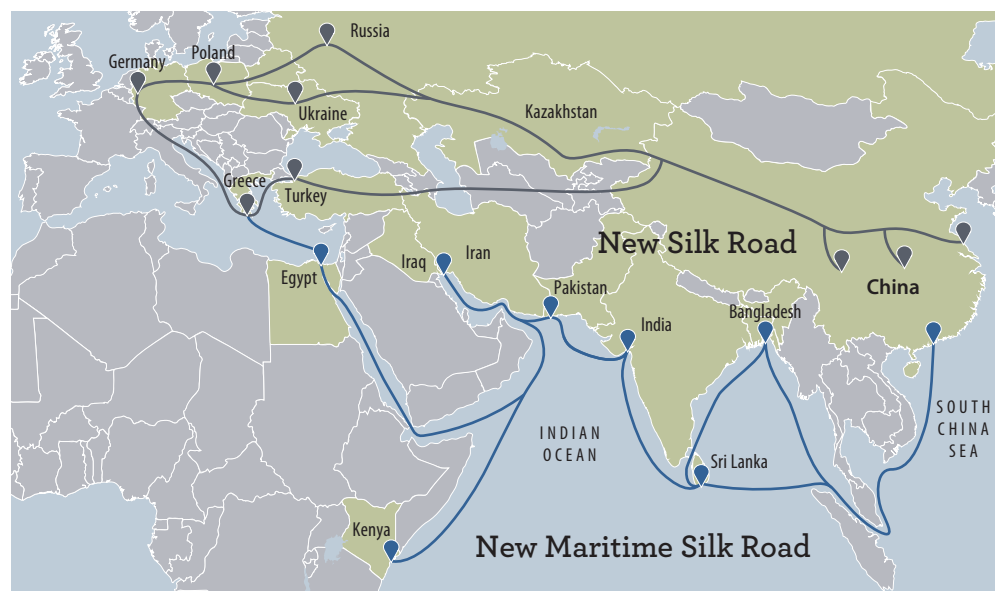 Russia
Poland
Germany
Kazakhstan
Ukraine
Greece
Turkey
New Silk Road
Iraq
Iran
Egypt
Pakistan
China
Bangladesh
India
SOUTH
CHINA
SEA
INDIAN
OCEAN
Sri Lanka
Kenya
New Maritime Silk Road